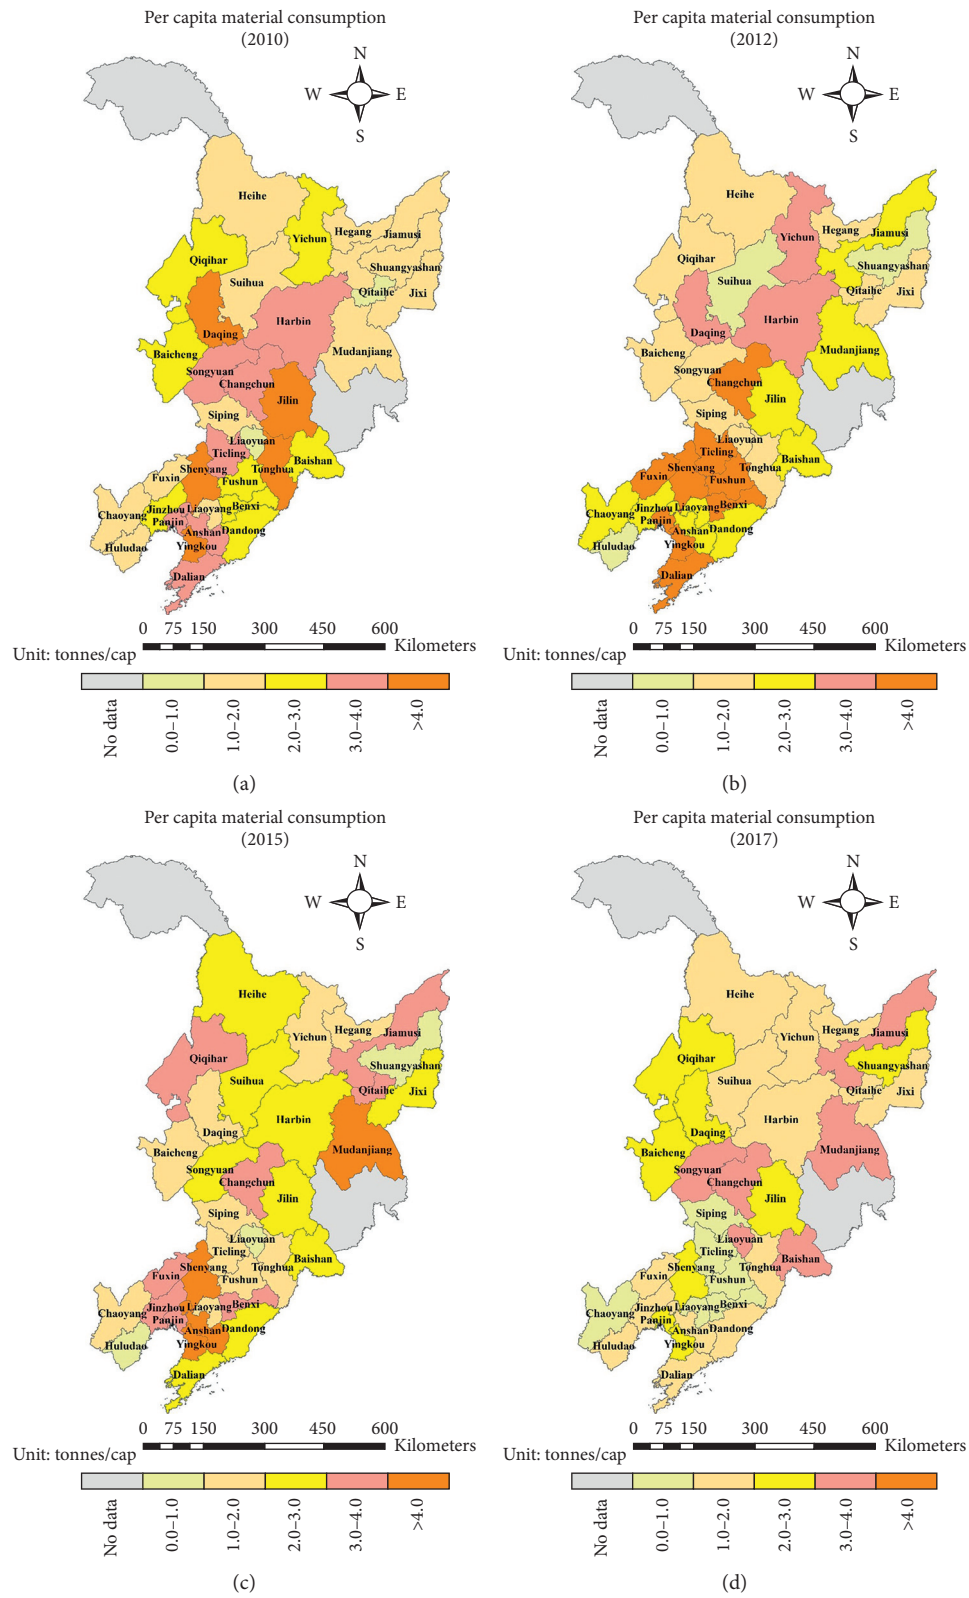 Per capita material consumption
(2010)
N
W
E
S
Heihe
Hegang
Jiamusi
Yichun
Qiqihar
Shuangyashan
Suihua
Qitaihe
Jixi
Harbin
Daqing
Mudanjiang
Baicheng
Songyuan
Changchun
Jilin
Siping
Liaoyuan
Tieling
Baishan
Shenyang
Tonghua
Fuxin
Fushun
Jinzhou
Liaoyang
Benxi
Chaoyang
Panjin
Anshan
Dandong
Huludao
Yingkou
Dalian
0 75 150 300 450 600
Kilometers
Unit: tonnes/cap
No data
0.0–1.0
1.0–2.0
2.0–3.0
3.0–4.0
>4.0
(a)
Per capita material consumption
(2012)
N
W
E
S
Heihe
Hegang
Jiamusi
Yichun
Qiqihar
Shuangyashan
Suihua
Qitaihe
Jixi
Harbin
Daqing
Mudanjiang
Baicheng
Songyuan
Changchun
Jilin
Siping
Liaoyuan
Tieling
Baishan
Shenyang
Tonghua
Fuxin
Fushun
Jinzhou
Liaoyang
Benxi
Chaoyang
Panjin
Anshan
Dandong
Huludao
Yingkou
Dalian
0 75 150 300 450 600
Kilometers
Unit: tonnes/cap
No data
0.0–1.0
1.0–2.0
2.0–3.0
3.0–4.0
>4.0
(b)
Per capita material consumption
(2015)
N
W
E
S
Heihe
Hegang
Jiamusi
Yichun
Qiqihar
Shuangyashan
Suihua
Qitaihe
Jixi
Harbin
Daqing
Mudanjiang
Baicheng
Songyuan
Changchun
Jilin
Siping
Liaoyuan
Tieling
Baishan
Shenyang
Tonghua
Fuxin
Fushun
Jinzhou
Liaoyang
Benxi
Chaoyang
Panjin
Anshan
Dandong
Huludao
Yingkou
Dalian
0 75 150 300 450 600
Kilometers
Unit: tonnes/cap
No data
0.0–1.0
1.0–2.0
2.0–3.0
3.0–4.0
>4.0
(c)
Per capita material consumption
(2017)
N
W
E
S
Heihe
Hegang
Jiamusi
Yichun
Qiqihar
Shuangyashan
Suihua
Qitaihe
Jixi
Harbin
Daqing
Mudanjiang
Baicheng
Songyuan
Changchun
Jilin
Siping
Liaoyuan
Tieling
Baishan
Shenyang
Tonghua
Fuxin
Fushun
Jinzhou
Liaoyang
Benxi
Chaoyang
Panjin
Anshan
Dandong
Huludao
Yingkou
Dalian
0 75 150 300 450 600
Kilometers
Unit: tonnes/cap
No data
0.0–1.0
1.0–2.0
2.0–3.0
3.0–4.0
>4.0
(d)